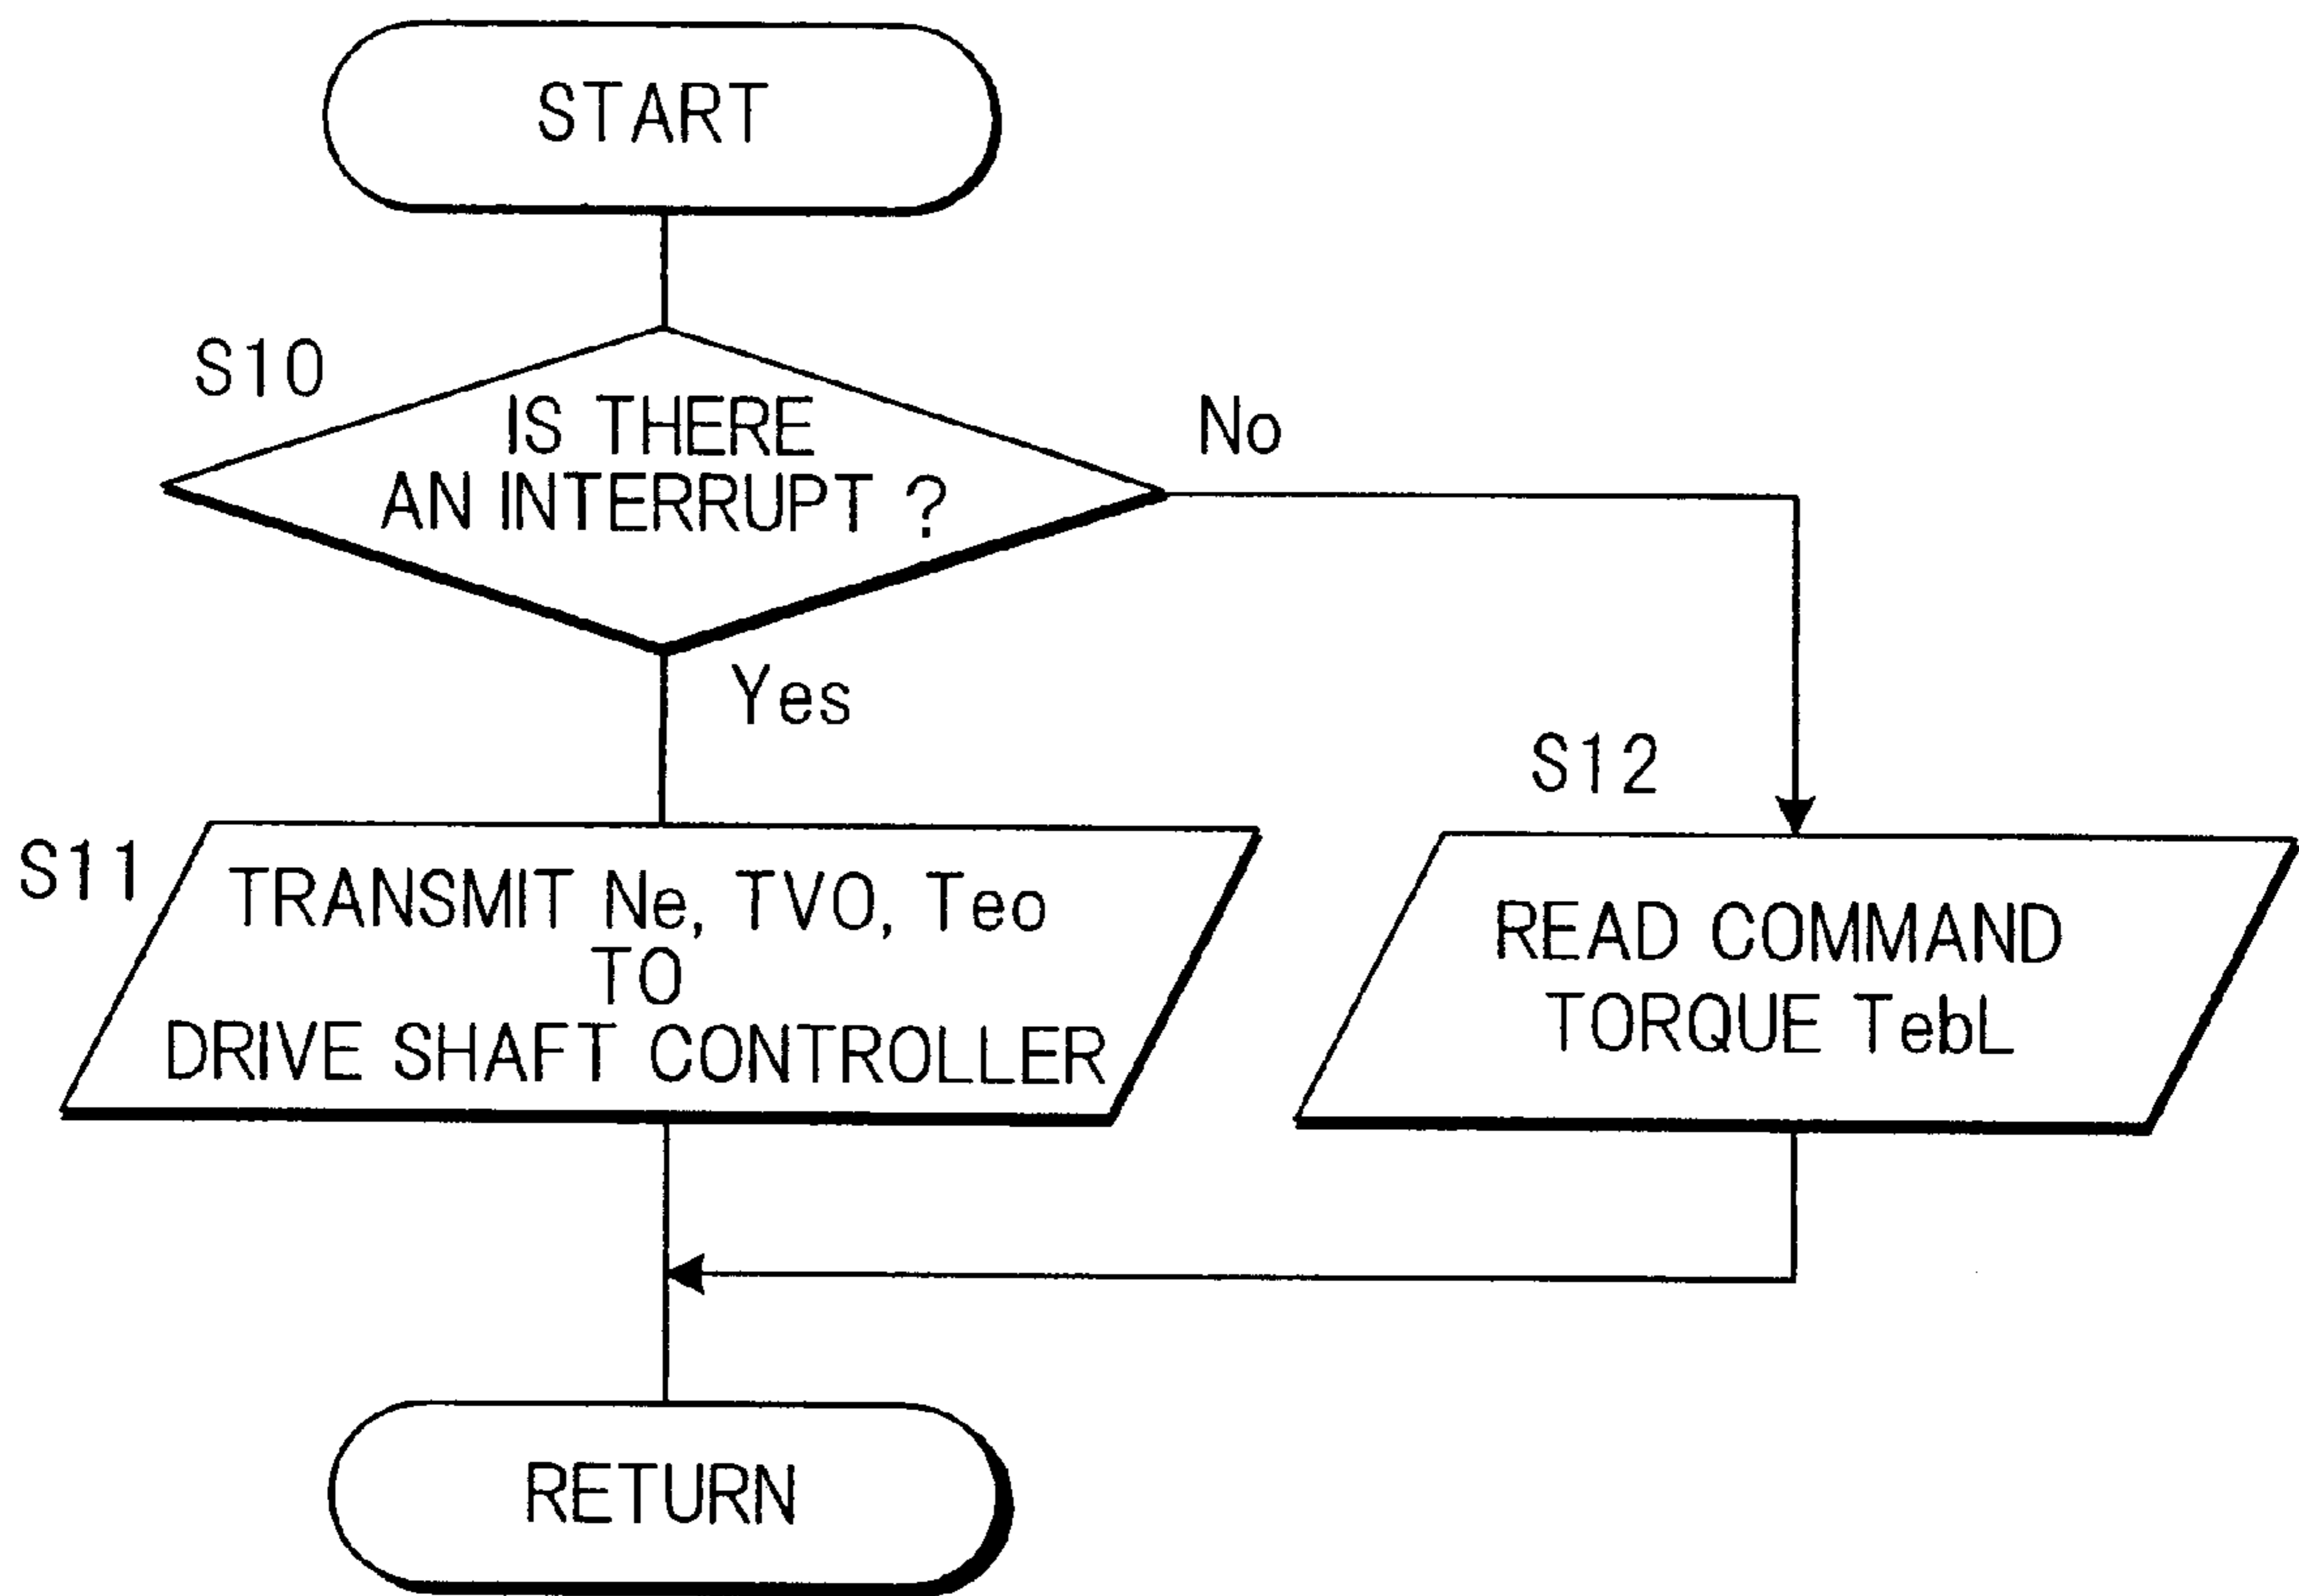 START
S10
IS THERE
AN INTERRUPT ?
No
Yes
S11
TRANSMIT Ne, TVO, Teo
TO
DRIVE SHAFT CONTROLLER
S12
READ COMMAND
TORQUE TebL
RETURN